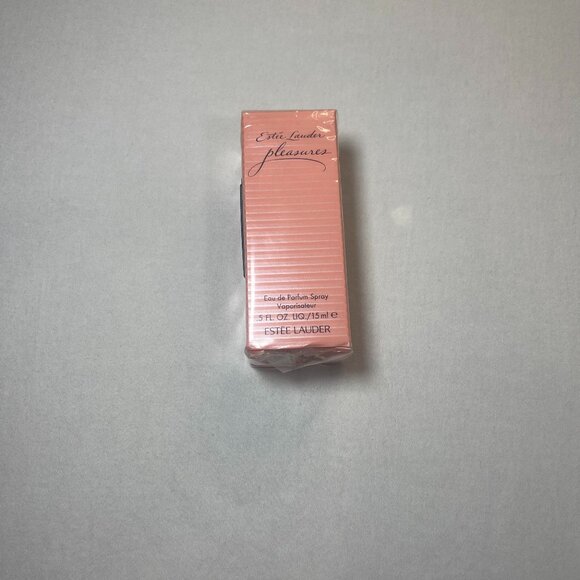 Estée Lauder
pleasures
Eau de Parfum Spray
Vaporisateur
.5 FL. OZ. LIQ./15 ml ℮
ESTĒE LAUDER